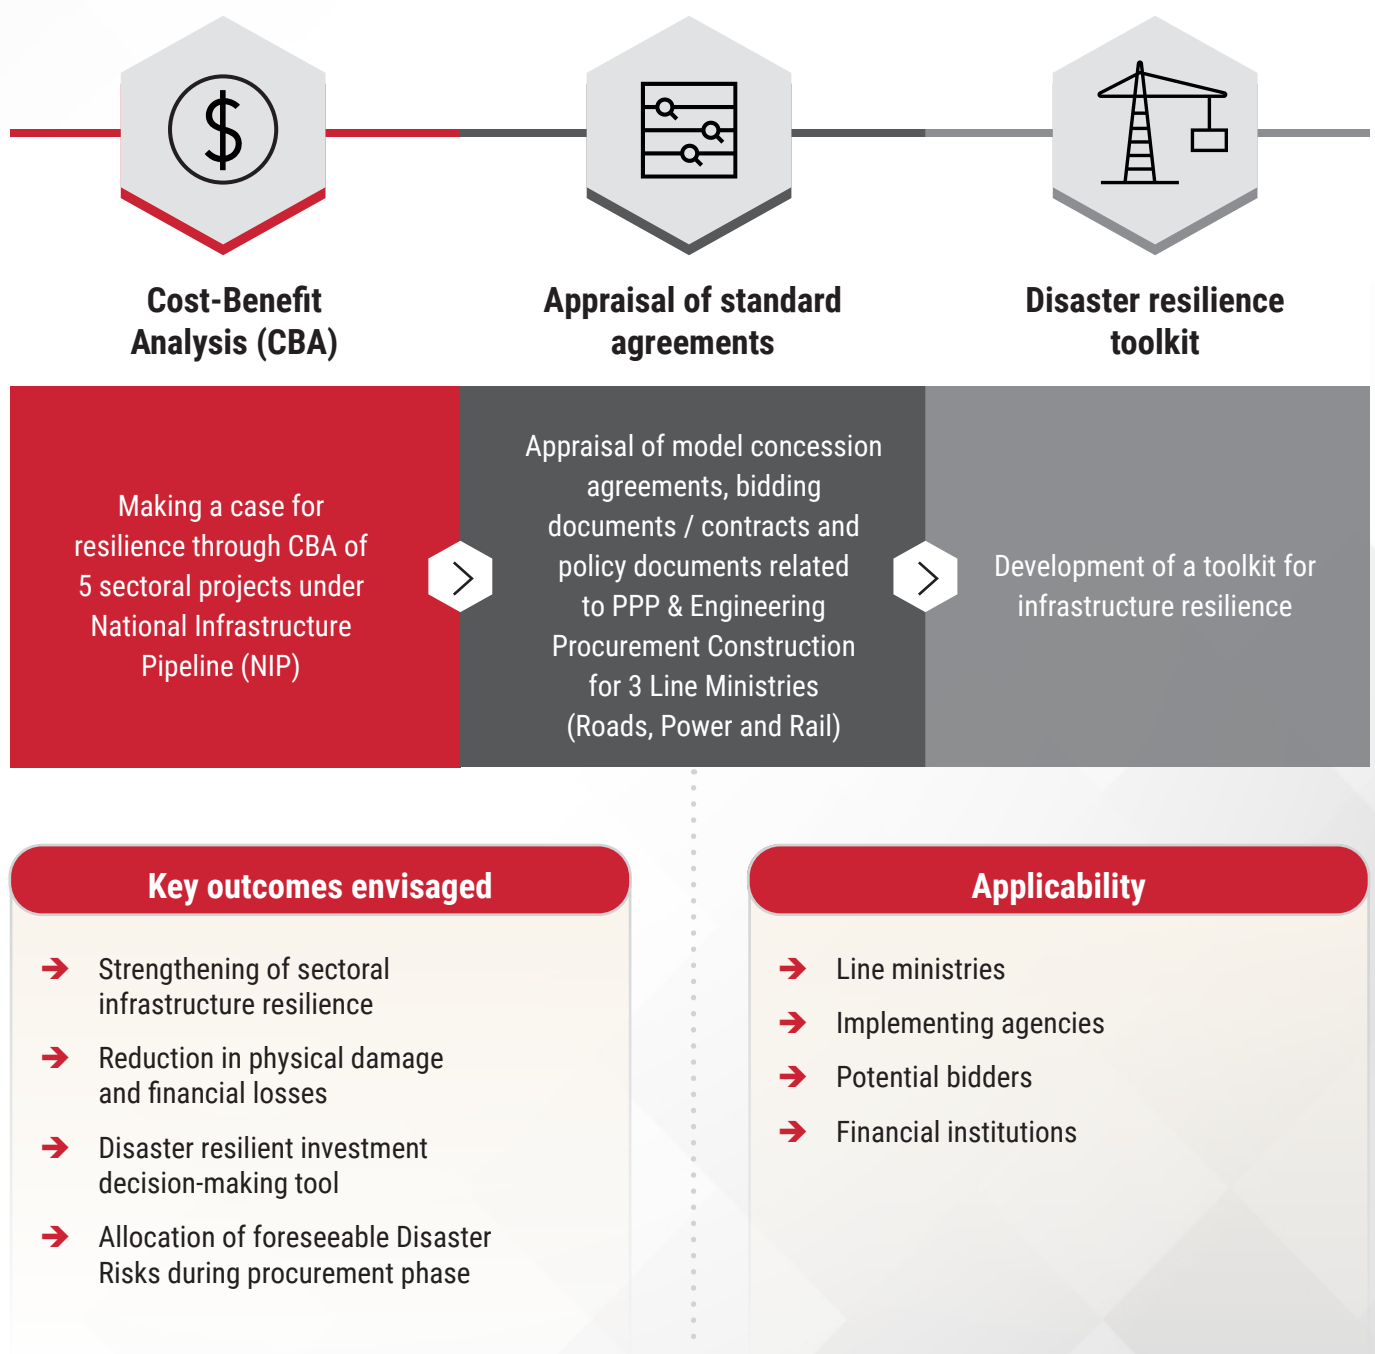 $
Cost-Benefit
Analysis (CBA)
Appraisal of standard
agreements
Disaster resilience
toolkit
Making a case for
resilience through CBA of
5 sectoral projects under
National Infrastructure
Pipeline (NIP)
Appraisal of model concession
agreements, bidding
documents / contracts and
policy documents related
to PPP & Engineering
Procurement Construction
for 3 Line Ministries
(Roads, Power and Rail)
Development of a toolkit for
infrastructure resilience
Key outcomes envisaged
Strengthening of sectoral
infrastructure resilience
Reduction in physical damage
and financial losses
Disaster resilient investment
decision-making tool
Allocation of foreseeable Disaster
Risks during procurement phase
Applicability
Line ministries
Implementing agencies
Potential bidders
Financial institutions